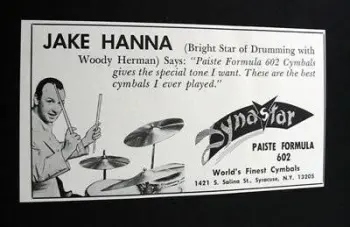 JAKE HANNA (Bright Star of Drumming with
Woody Herman) Says: "Paiste Formula 602 Cymbals
gives the special tone I want. These are the best
cymbals I ever played."
Dynastar
PAISTE FORMULA
602
World's Finest Cymbals
1421 S. Salina St., Syracuse, N.Y. 13205